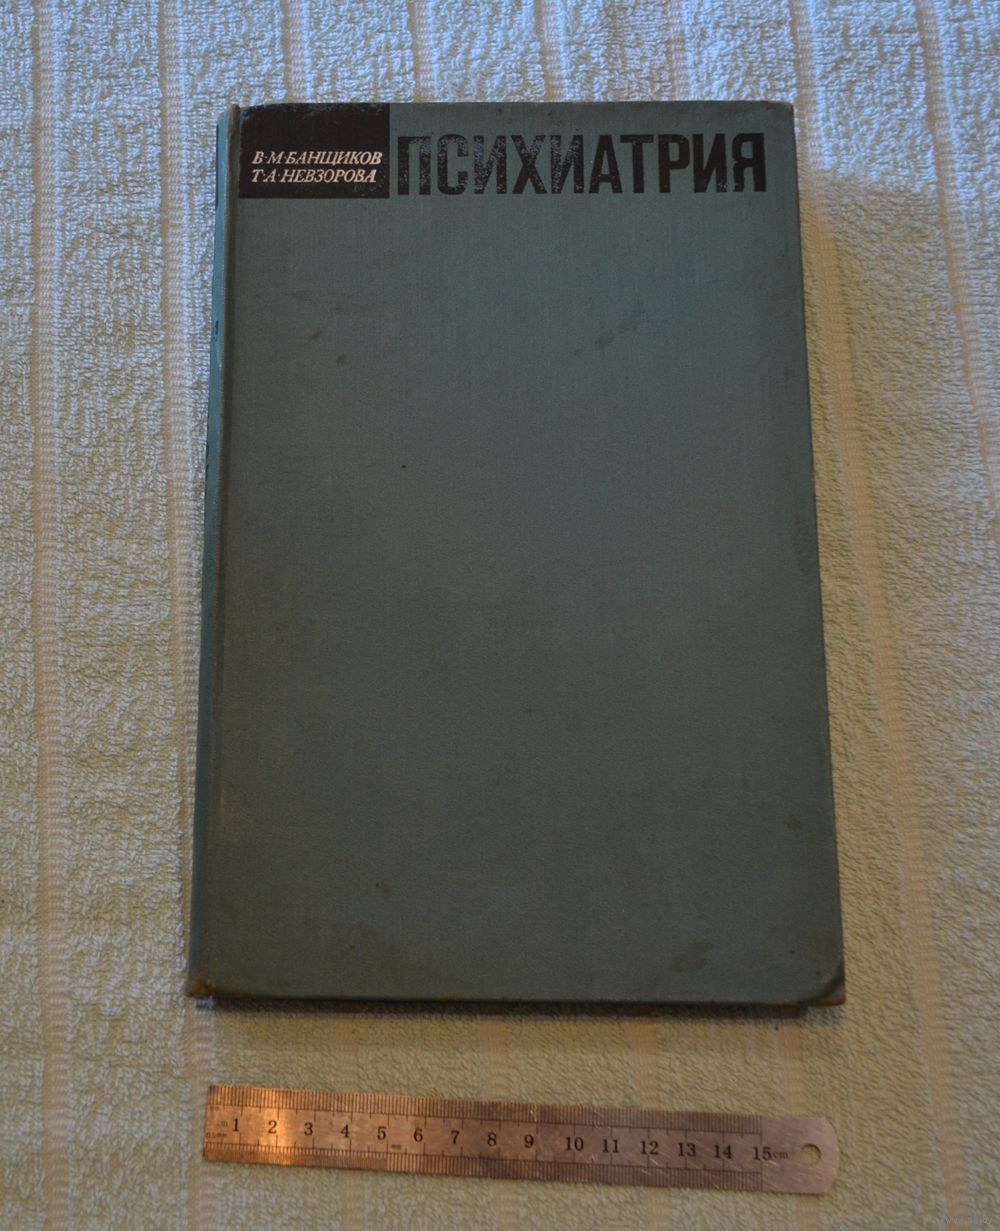 В·М·БАНЩИКОВ
Т·А·НЕВЗОРОВА
ПСИХИАТРИЯ
1 2 3 4 5 6 7 8 9 10 11 12 13 14 15cm